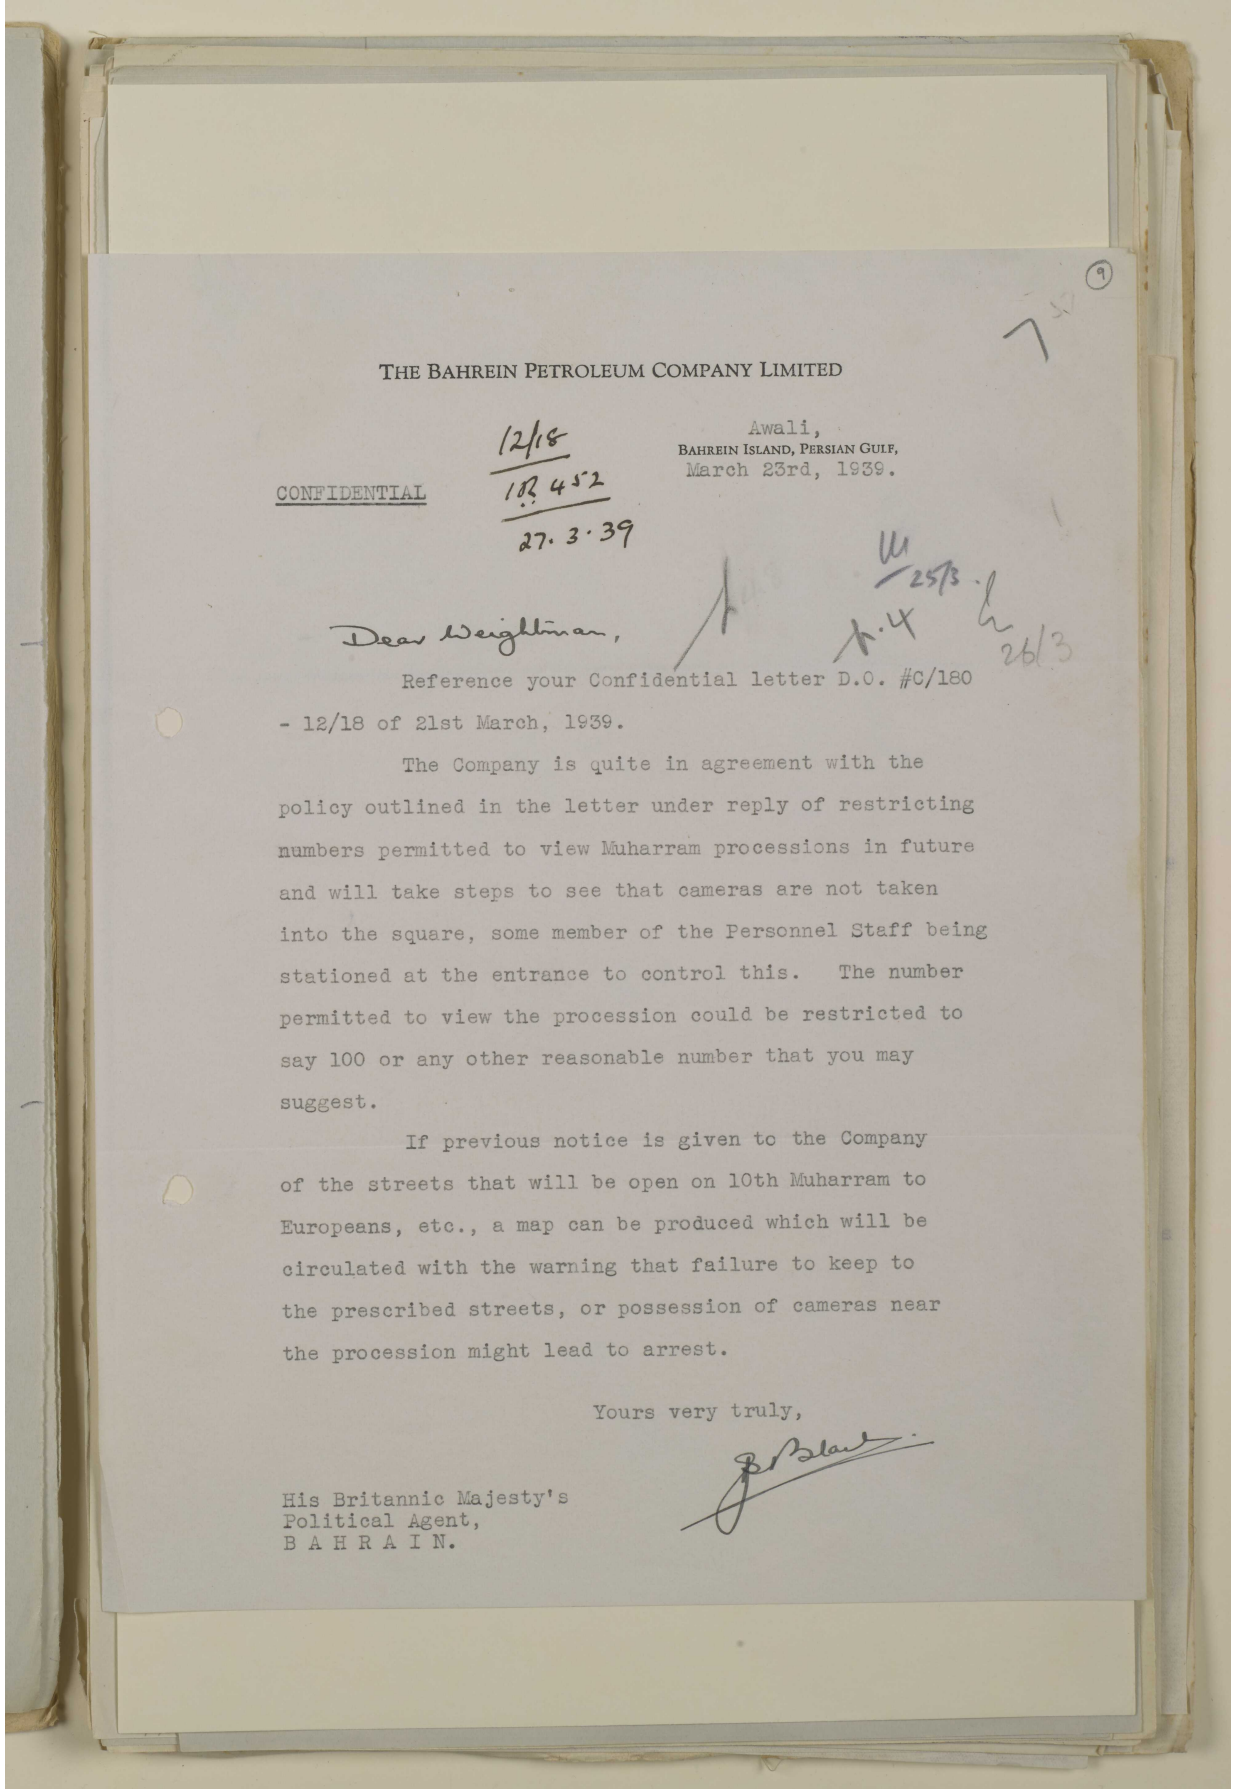 9
7
THE BAHREIN PETROLEUM COMPANY LIMITED
Awali,
BAHREIN ISLAND, PERSIAN GULF,
March 23rd, 1939.
12/18
CONFIDENTIAL
452
27.3.39
25/3
26/3
Dear Weightman,
Reference your Confidential letter D.O. #C/180
- 12/18 of 21st March, 1939.
The Company is quite in agreement with the
policy outlined in the letter under reply of restricting
numbers permitted to view Muharram processions in future
and will take steps to see that cameras are not taken
into the square, some member of the Personnel Staff being
stationed at the entrance to control this. The number
permitted to view the procession could be restricted to
say 100 or any other reasonable number that you may
suggest.
If previous notice is given to the Company
of the streets that will be open on 10th Muharram to
Europeans, etc., a map can be produced which will be
circulated with the warning that failure to keep to
the prescribed streets, or possession of cameras near
the procession might lead to arrest.
Yours very truly,
His Britannic Majesty's
Political Agent,
B A H R A I N.